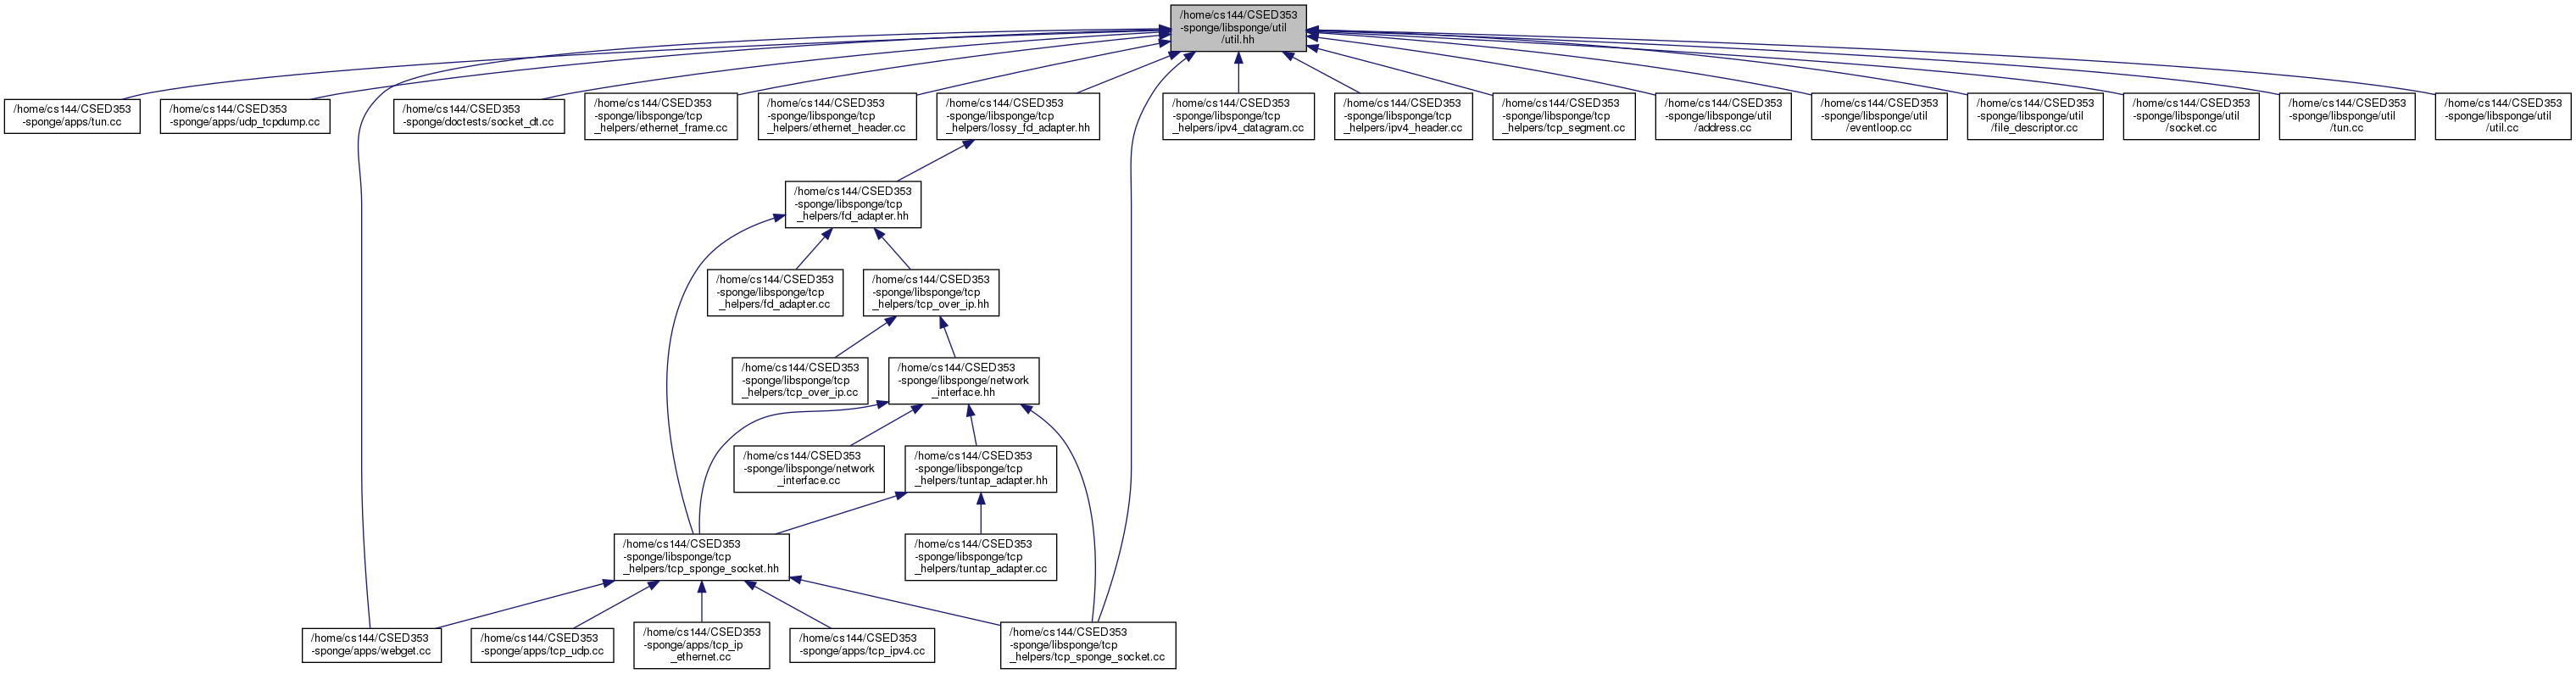 /home/cs144/CSED353
-sponge/libsponge/util
/util.hh
/home/cs144/CSED353
-sponge/apps/tun.cc
/home/cs144/CSED353
-sponge/apps/udp_tcpdump.cc
/home/cs144/CSED353
-sponge/doctests/socket_dt.cc
/home/cs144/CSED353
-sponge/libsponge/tcp
_helpers/ethernet_frame.cc
/home/cs144/CSED353
-sponge/libsponge/tcp
_helpers/ethernet_header.cc
/home/cs144/CSED353
-sponge/libsponge/tcp
_helpers/lossy_fd_adapter.hh
/home/cs144/CSED353
-sponge/libsponge/tcp
_helpers/ipv4_datagram.cc
/home/cs144/CSED353
-sponge/libsponge/tcp
_helpers/ipv4_header.cc
/home/cs144/CSED353
-sponge/libsponge/tcp
_helpers/tcp_segment.cc
/home/cs144/CSED353
-sponge/libsponge/util
/address.cc
/home/cs144/CSED353
-sponge/libsponge/util
/eventloop.cc
/home/cs144/CSED353
-sponge/libsponge/util
/file_descriptor.cc
/home/cs144/CSED353
-sponge/libsponge/util
/socket.cc
/home/cs144/CSED353
-sponge/libsponge/util
/tun.cc
/home/cs144/CSED353
-sponge/libsponge/util
/util.cc
/home/cs144/CSED353
-sponge/libsponge/tcp
_helpers/fd_adapter.hh
/home/cs144/CSED353
-sponge/libsponge/tcp
_helpers/fd_adapter.cc
/home/cs144/CSED353
-sponge/libsponge/tcp
_helpers/tcp_over_ip.hh
/home/cs144/CSED353
-sponge/libsponge/tcp
_helpers/tcp_over_ip.cc
/home/cs144/CSED353
-sponge/libsponge/network
_interface.hh
/home/cs144/CSED353
-sponge/libsponge/network
_interface.cc
/home/cs144/CSED353
-sponge/libsponge/tcp
_helpers/tuntap_adapter.hh
/home/cs144/CSED353
-sponge/libsponge/tcp
_helpers/tcp_sponge_socket.hh
/home/cs144/CSED353
-sponge/libsponge/tcp
_helpers/tuntap_adapter.cc
/home/cs144/CSED353
-sponge/apps/webget.cc
/home/cs144/CSED353
-sponge/apps/tcp_udp.cc
/home/cs144/CSED353
-sponge/apps/tcp_ip
_ethernet.cc
/home/cs144/CSED353
-sponge/apps/tcp_ipv4.cc
/home/cs144/CSED353
-sponge/libsponge/tcp
_helpers/tcp_sponge_socket.cc